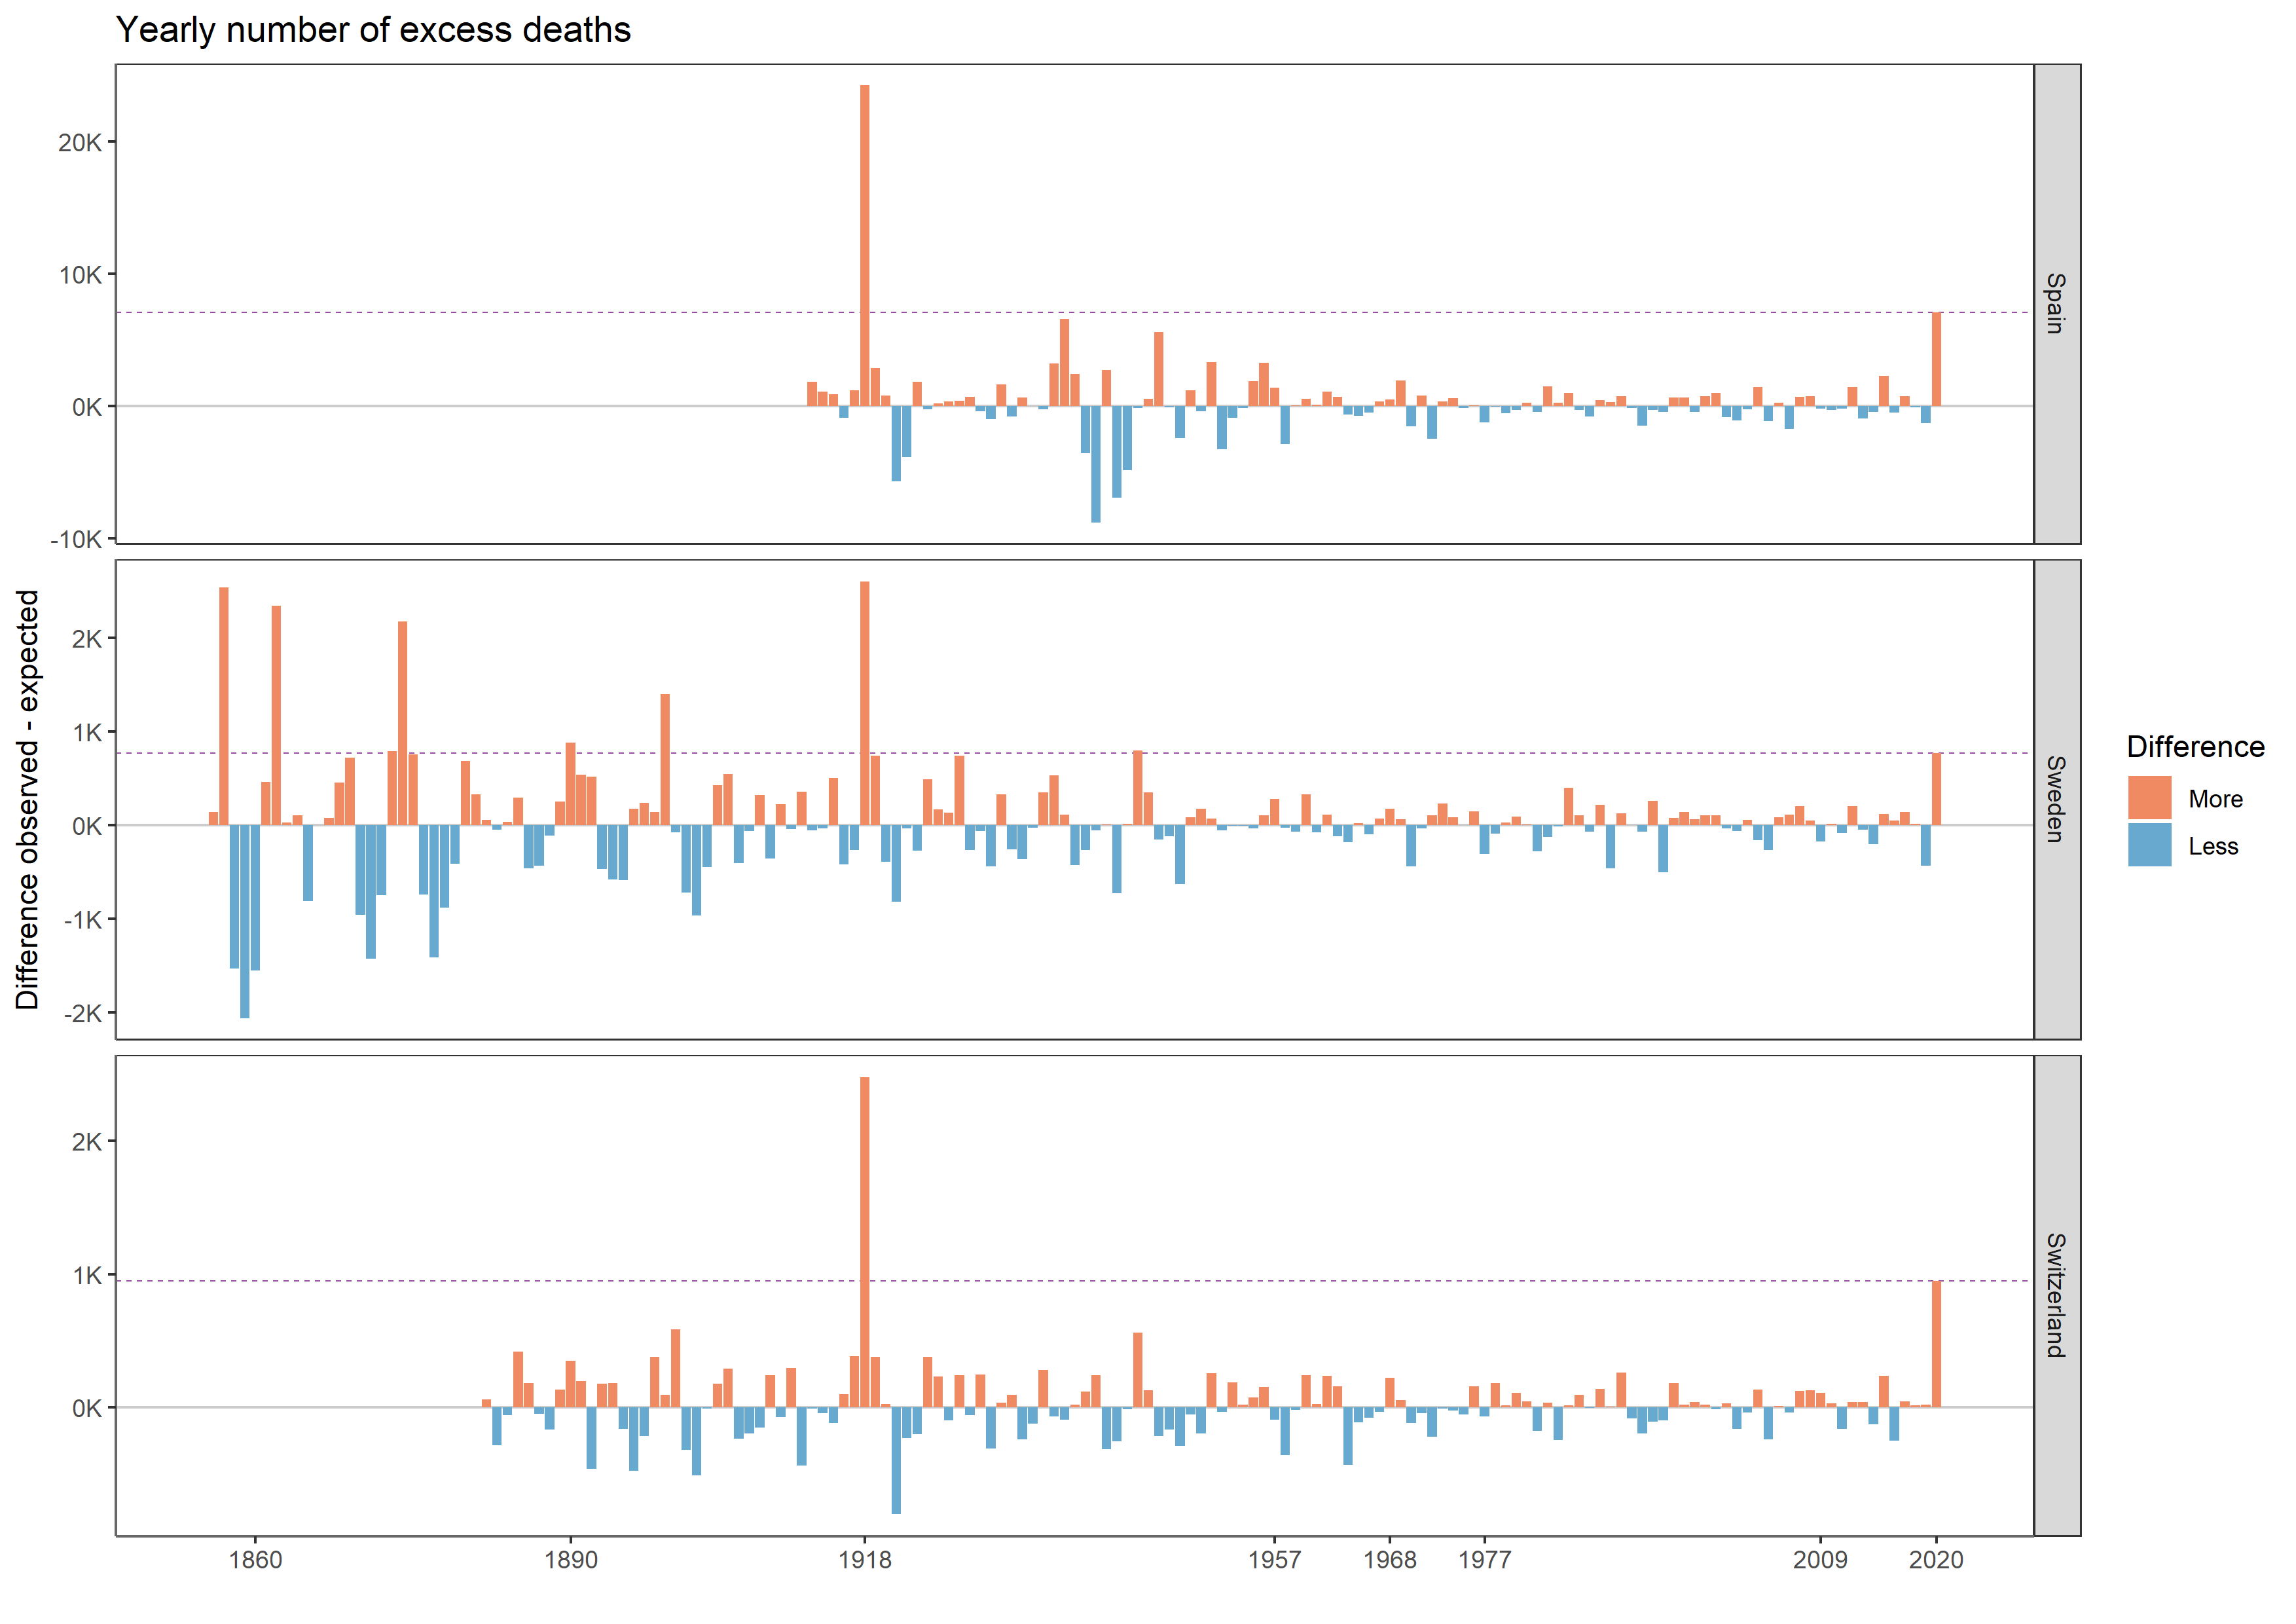 Yearly number of excess deaths
20K
10K
0K
-10K
Spain
Difference observed - expected
2K
1K
0K
-1K
-2K
Sweden
2K
1K
0K
Switzerland
1860
1890
1918
1957
1968
1977
2009
2020
Difference
More
Less